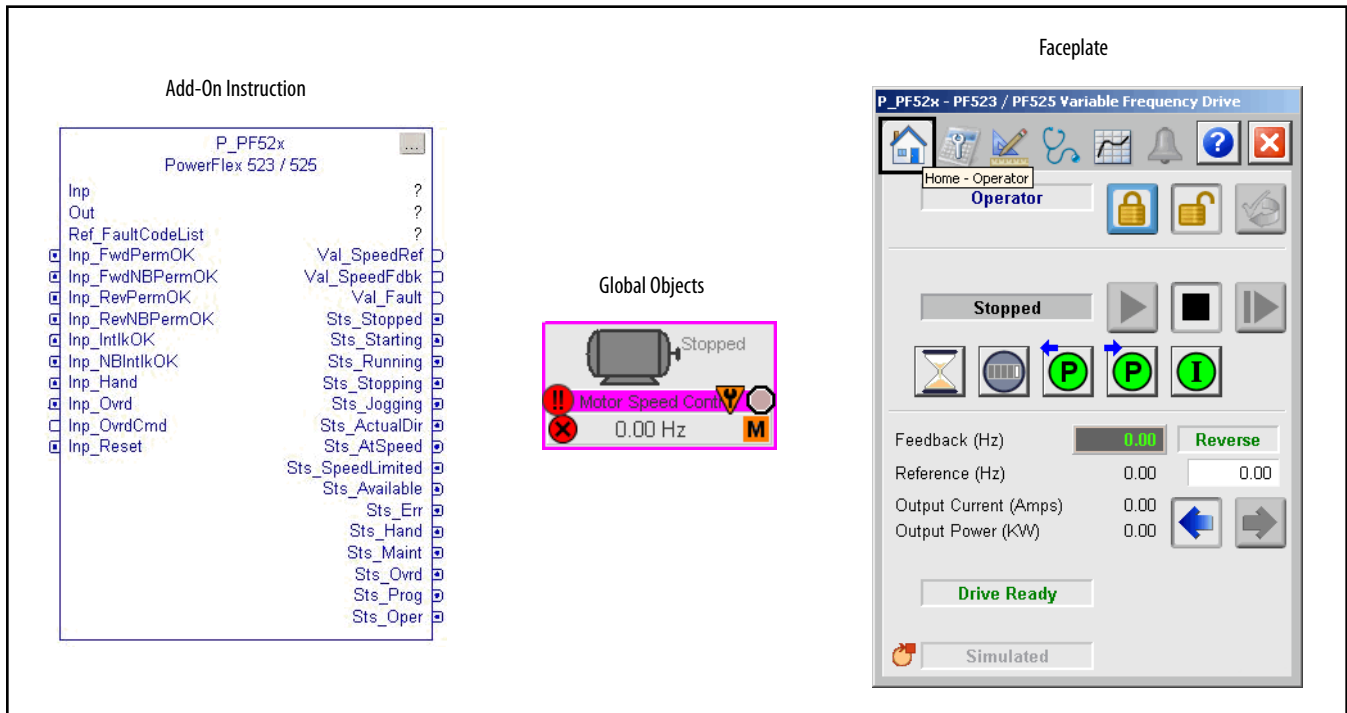 Faceplate
Add-On Instruction
P_PF52x
...
PowerFlex 523 / 525
Inp ?
Out ?
Ref_FaultCodeList ?
Inp_FwdPermOK Val_SpeedRef
Inp_FwdNBPermOK Val_SpeedFdbk
Inp_RevPermOK Val_Fault
Inp_RevNBPermOK Sts_Stopped
Inp_IntlkOK Sts_Starting
Inp_NBIntlkOK Sts_Running
Inp_Hand Sts_Stopping
Inp_Ovrd Sts_Jogging
Inp_OvrdCmd Sts_ActualDir
Inp_Reset Sts_AtSpeed
Sts_SpeedLimited
Sts_Available
Sts_Err
Sts_Hand
Sts_Maint
Sts_Ovrd
Sts_Prog
Sts_Oper
Global Objects
Stopped
!! Motor Speed Contr
0.00 Hz M
P_PF52x - PF523 / PF525 Variable Frequency Drive
?
Home - Operator
Operator
Stopped
P P I
Feedback (Hz) 0.00 Reverse
Reference (Hz) 0.00 0.00
Output Current (Amps) 0.00
Output Power (KW) 0.00
Drive Ready
Simulated